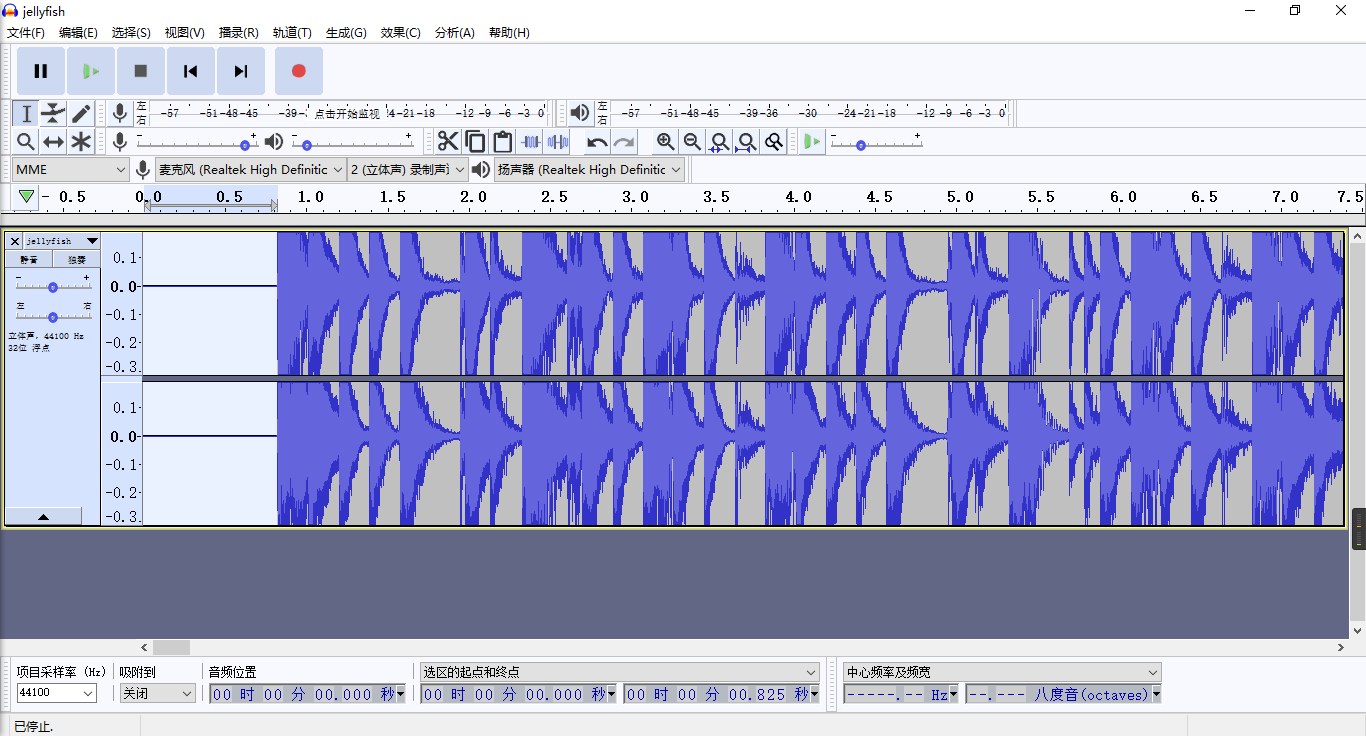 jellyfish
文件(F) 编辑(E) 选择(S) 视图(V) 播录(R) 轨道(T) 生成(G) 效果(C) 分析(A) 帮助(H)
左 -57 -51-48-45 -39-3 点击开始监视 24-21-18 -12 -9 -6 -3 0 左 -57 -51-48-45 -39-36 -30 -24-21-18 -12 -9 -6 -3 0
右 右
- + - + - +
MME 麦克风 (Realtek High Definitic 2 (立体声) 录制声道 扬声器 (Realtek High Definitic
- 0.5 0.0 0.5 1.0 1.5 2.0 2.5 3.0 3.5 4.0 4.5 5.0 5.5 6.0 6.5 7.0 7.5
jellyfish
静音 独奏
- +
左 右
立体声, 44100 Hz
32位 浮点
0.1
0.0
-0.1
-0.2
-0.3
0.1
0.0
-0.1
-0.2
-0.3
项目采样率 (Hz) 吸附到 音频位置 选区的起点和终点 中心频率及频宽
44100 关闭 00 时 00 分 00.000 秒 00 时 00 分 00.000 秒 00 时 00 分 00.825 秒 -----.-- Hz --.--- 八度音(octaves)
已停止.